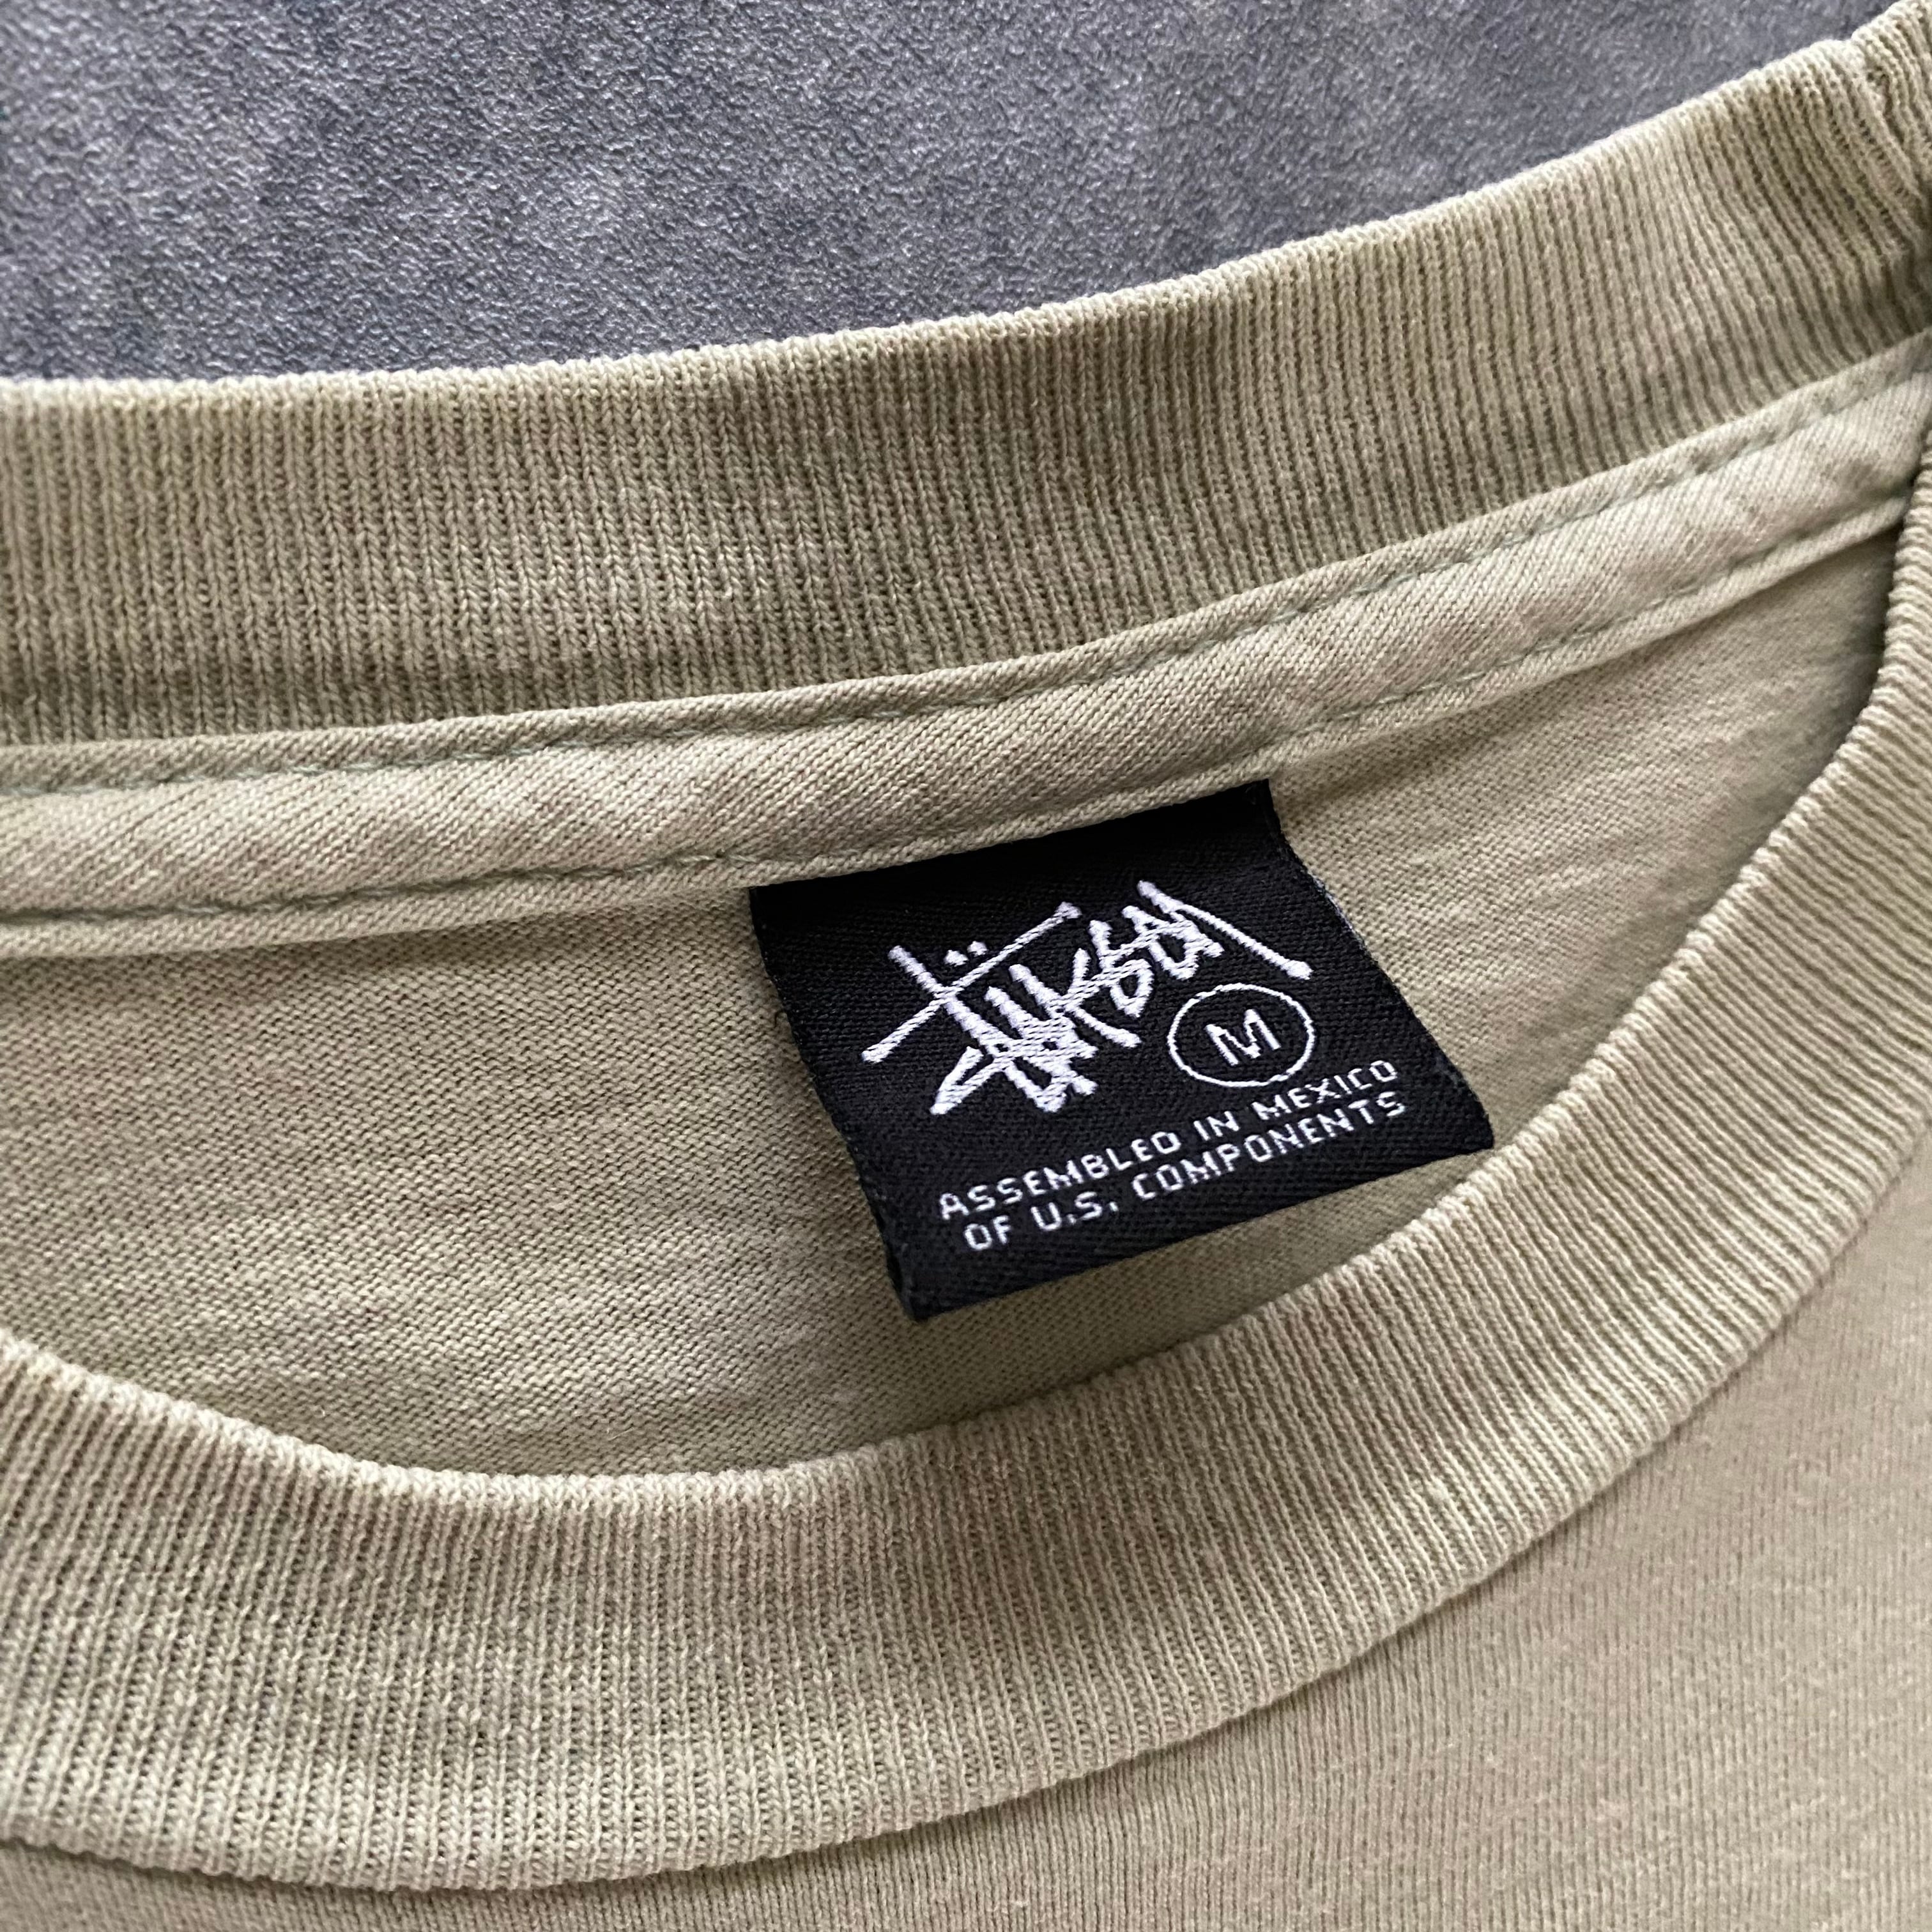 Stüssy
M
ASSEMBLED IN MEXICO
OF U.S. COMPONENTS